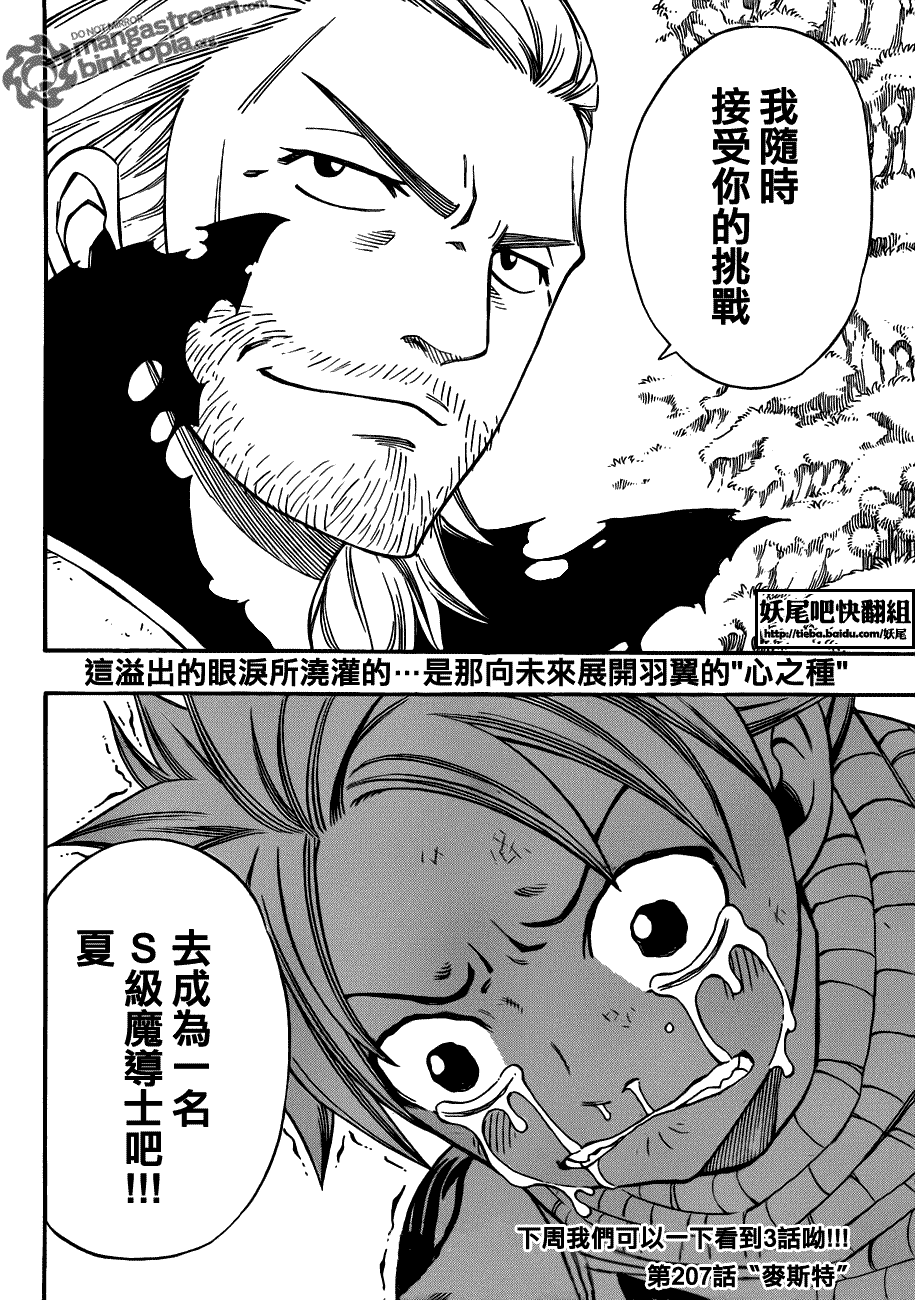 DO NOT MIRROR
mangastream.com
binktopia.org
我隨時
接受你的挑戰
妖尾吧快翻組
http://tieba.baidu.com/妖尾
這溢出的眼淚所澆灌的…是那向未來展開羽翼的"心之種"
去成為一名
S級魔導士吧!!!
夏
下周我們可以一下看到3話呦!!!
第207話〝麥斯特〞